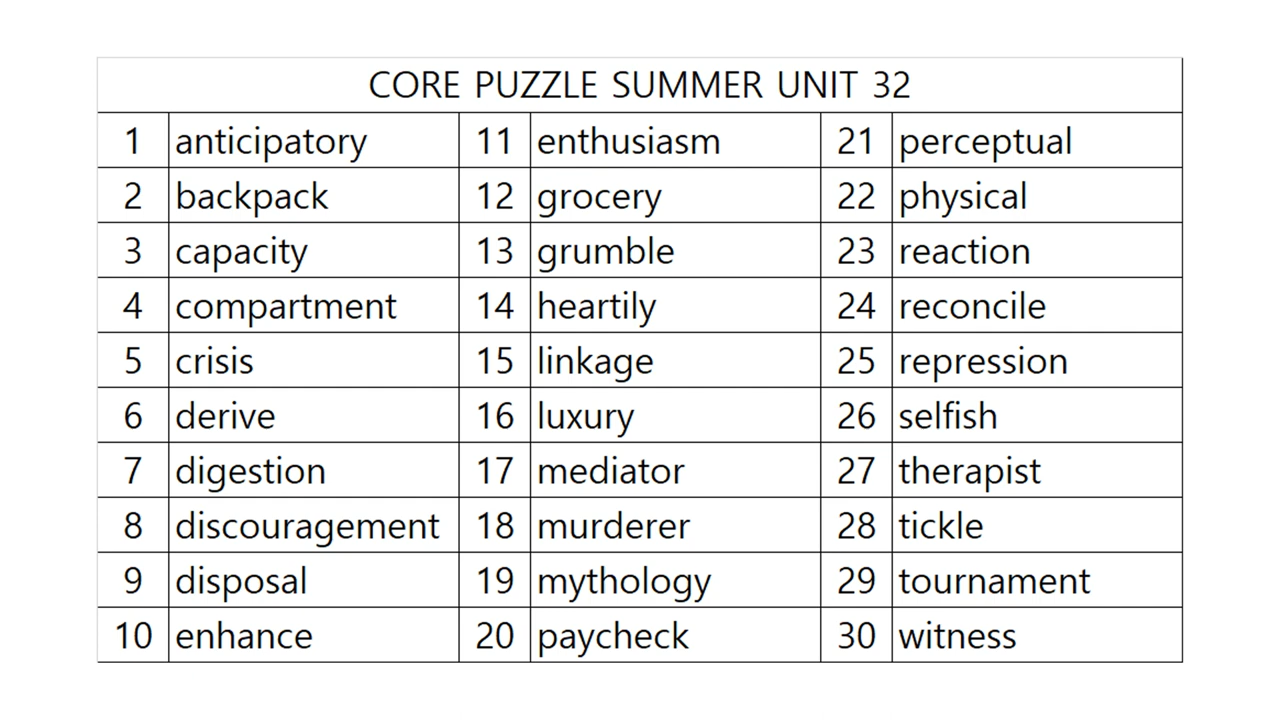 CORE PUZZLE SUMMER UNIT 32
1 anticipatory 11 enthusiasm 21 perceptual
2 backpack 12 grocery 22 physical
3 capacity 13 grumble 23 reaction
4 compartment 14 heartily 24 reconcile
5 crisis 15 linkage 25 repression
6 derive 16 luxury 26 selfish
7 digestion 17 mediator 27 therapist
8 discouragement 18 murderer 28 tickle
9 disposal 19 mythology 29 tournament
10 enhance 20 paycheck 30 witness